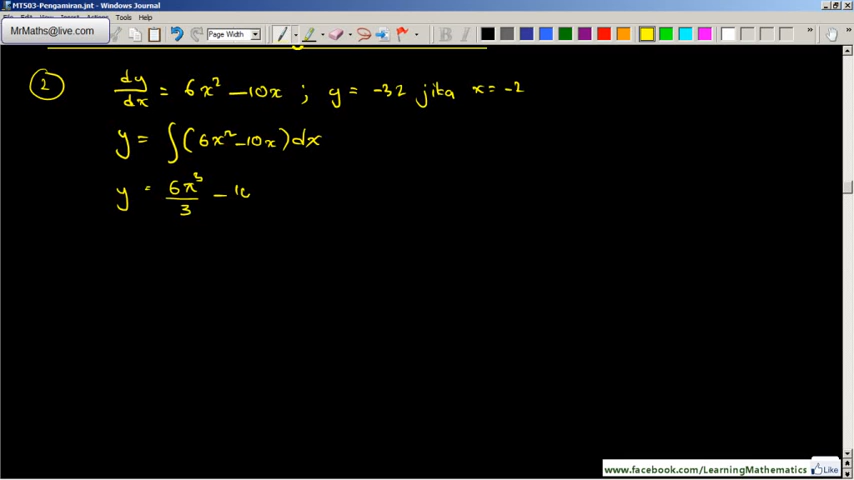 MT503-Pengamiran.jnt - Windows Journal
Tools Help
MrMaths@live.com
Page Width
B I
2 dy/dx = 6x² - 10x ; y = -32 jika x = -2
y = ∫(6x² - 10x) dx
y = 6x³/3 - 10
www.facebook.com/LearningMathematics Like